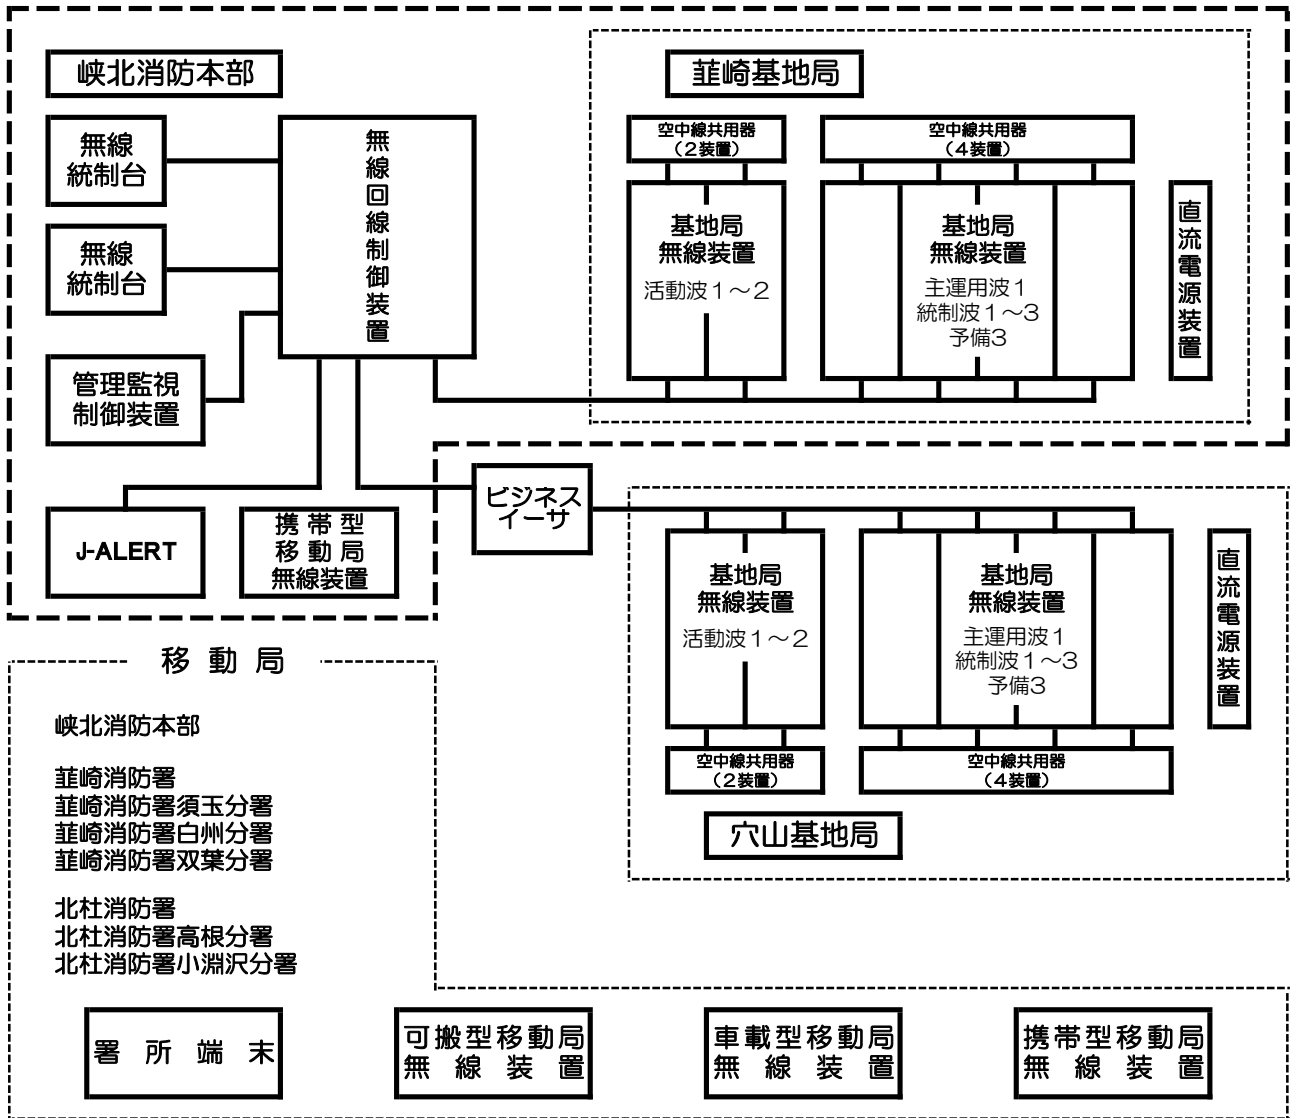 峡北消防本部
無線
統制台
無線
統制台
管理監視
制御装置
無線回線制御装置
J-ALERT
携帯型
移動局
無線装置
韮崎基地局
空中線共用器
（2装置）
空中線共用器
（4装置）
基地局
無線装置
活動波1～2
基地局
無線装置
主運用波1
統制波1～3
予備3
直流電源装置
ビジネス
イーサ
基地局
無線装置
活動波1～2
基地局
無線装置
主運用波1
統制波1～3
予備3
直流電源装置
空中線共用器
（2装置）
空中線共用器
（4装置）
穴山基地局
移動局
峡北消防本部
韮崎消防署
韮崎消防署須玉分署
韮崎消防署白州分署
韮崎消防署双葉分署
北杜消防署
北杜消防署高根分署
北杜消防署小淵沢分署
署所端末
可搬型移動局
無線装置
車載型移動局
無線装置
携帯型移動局
無線装置